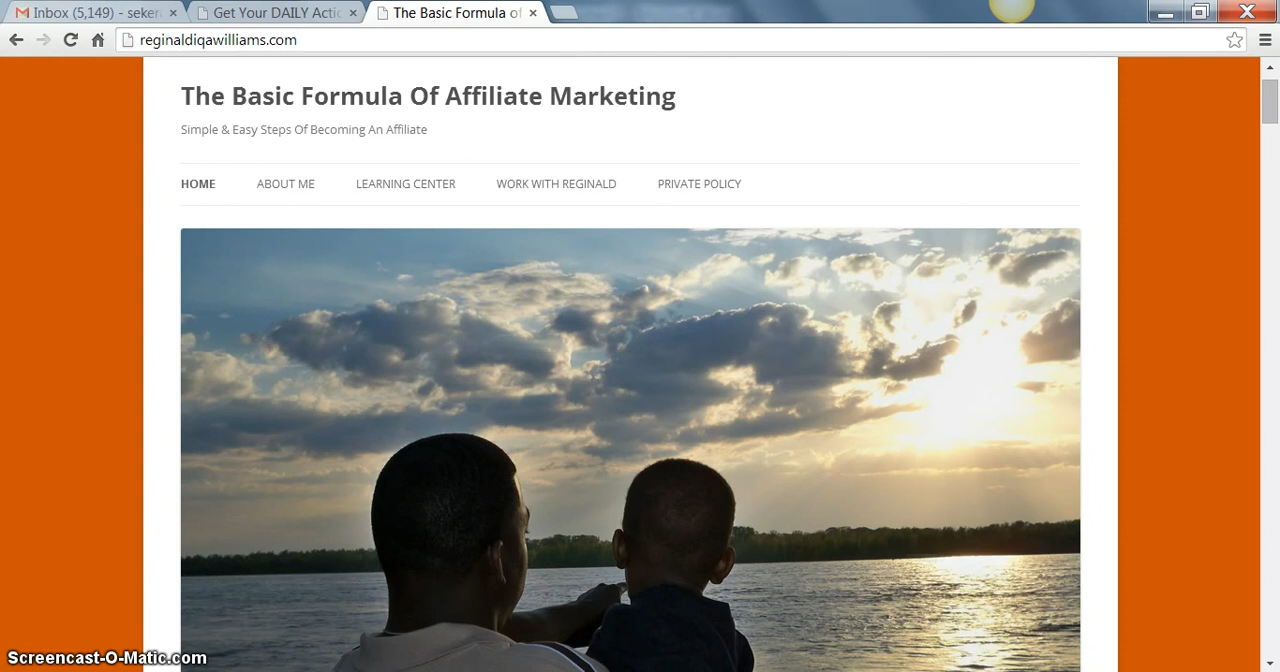 Inbox (5,149) - seker
Get Your DAILY Actio
The Basic Formula of
reginaldiqawilliams.com
The Basic Formula Of Affiliate Marketing
Simple & Easy Steps Of Becoming An Affiliate
HOME ABOUT ME LEARNING CENTER WORK WITH REGINALD PRIVATE POLICY
Screencast-O-Matic.com